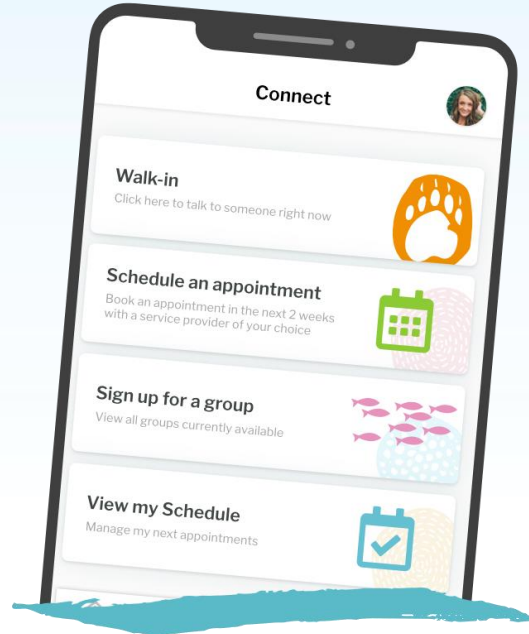 Connect
Walk-in
Click here to talk to someone right now
Schedule an appointment
Book an appointment in the next 2 weeks
with a service provider of your choice
Sign up for a group
View all groups currently available
View my Schedule
Manage my next appointments